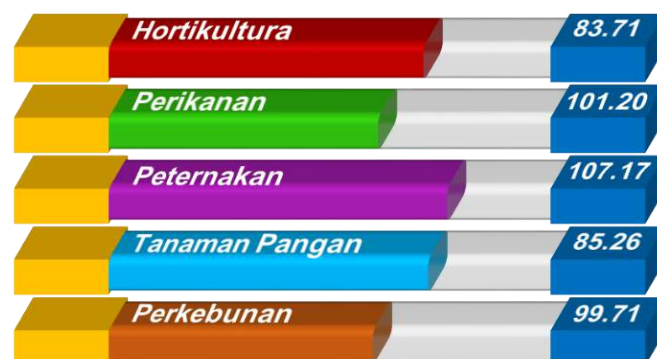 Hortikultura 83.71
Perikanan 101.20
Peternakan 107.17
Tanaman Pangan 85.26
Perkebunan 99.71